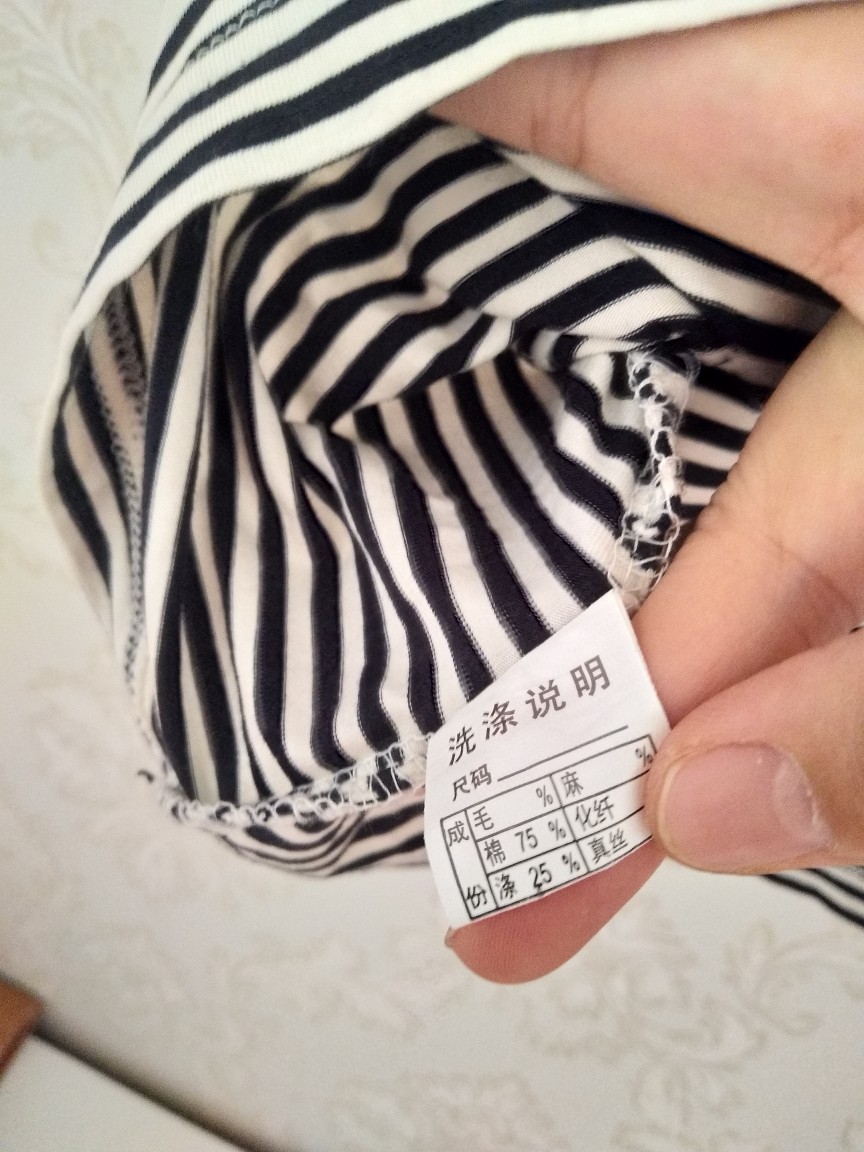 洗涤说明
尺码
成份
毛 % 麻 %
棉 75 % 化纤
涤 25 % 真丝